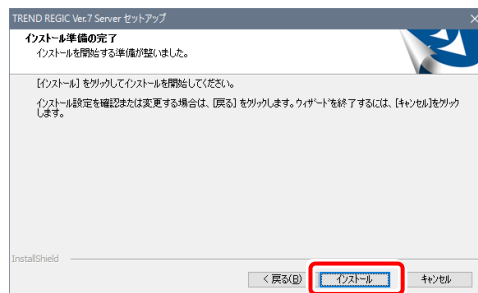 TREND REGIC Ver.7 Server セットアップ
インストール準備の完了
インストールを開始する準備が整いました。
[インストール] をクリックしてインストールを開始してください。
インストール設定を確認または変更する場合は、[戻る] をクリックします。ウィザードを終了するには、[キャンセル]をクリック
します。
InstallShield
< 戻る(B)
インストール
キャンセル